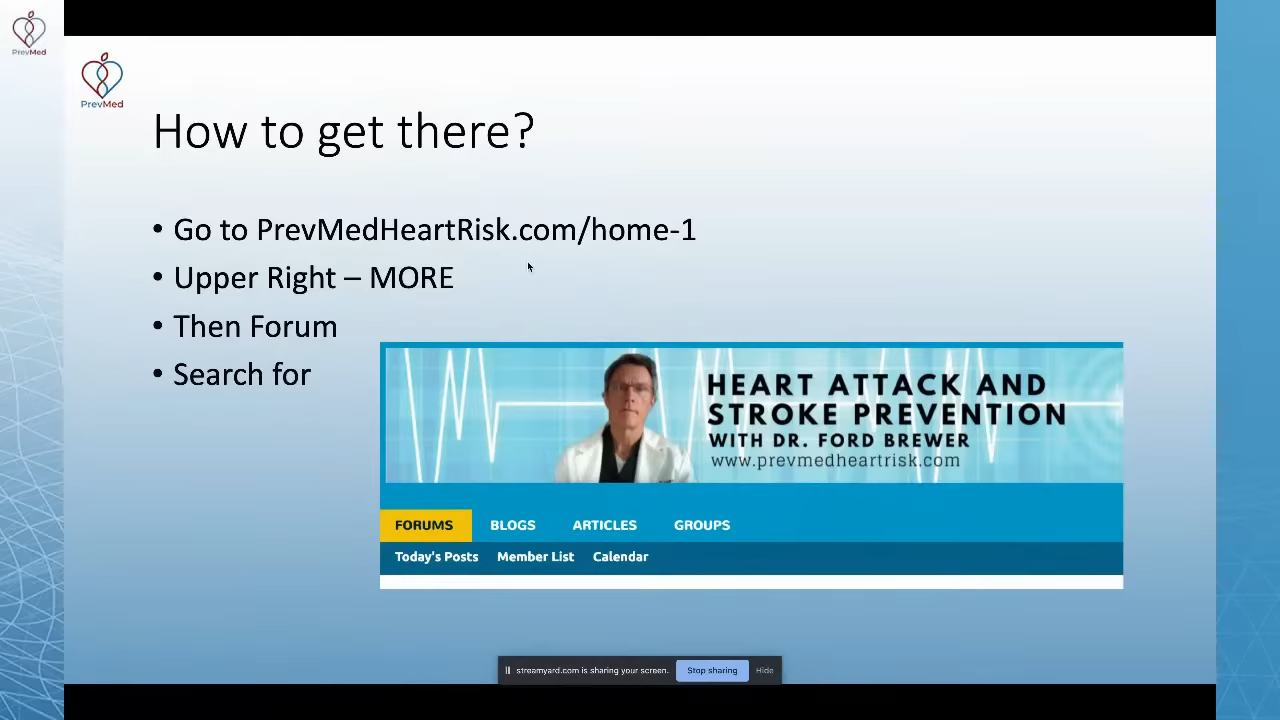 PrevMed
PrevMed
How to get there?
• Go to PrevMedHeartRisk.com/home-1
• Upper Right – MORE
• Then Forum
• Search for
HEART ATTACK AND
STROKE PREVENTION
WITH DR. FORD BREWER
www.prevmedheartrisk.com
FORUMS BLOGS ARTICLES GROUPS
Today's Posts Member List Calendar
streamyard.com is sharing your screen. Stop sharing Hide